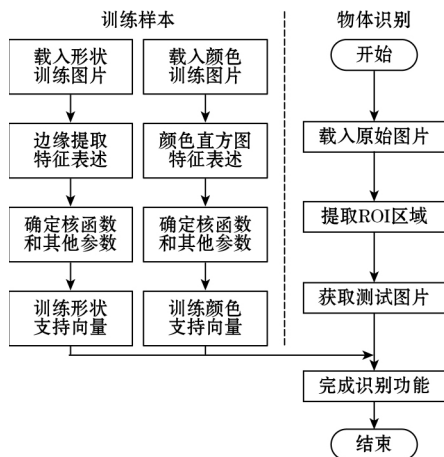 训练样本
物体识别
载入形状
训练图片
边缘提取
特征表述
确定核函数
和其他参数
训练形状
支持向量
载入颜色
训练图片
颜色直方图
特征表述
确定核函数
和其他参数
训练颜色
支持向量
开始
载入原始图片
提取ROI区域
获取测试图片
完成识别功能
结束